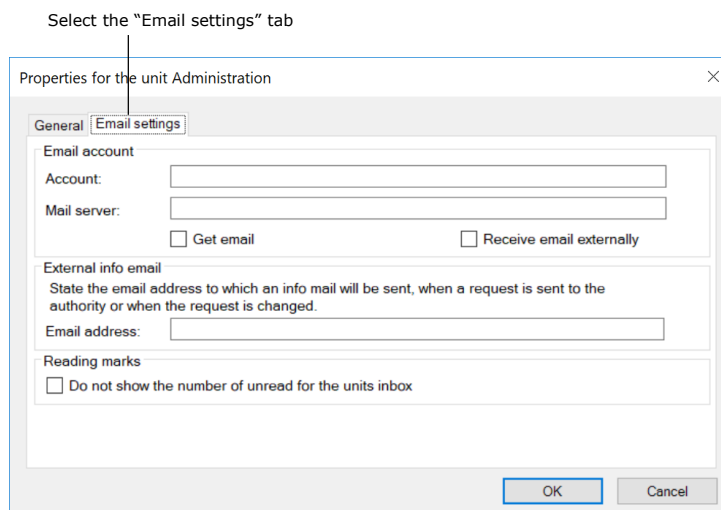 Select the “Email settings” tab
Properties for the unit Administration
General Email settings
Email account
Account:
Mail server:
Get email Receive email externally
External info email
State the email address to which an info mail will be sent, when a request is sent to the
authority or when the request is changed.
Email address:
Reading marks
Do not show the number of unread for the units inbox
OK Cancel